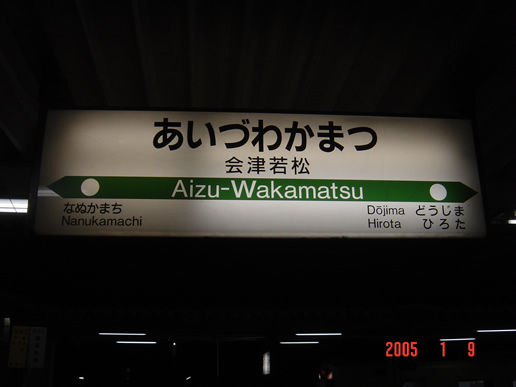 あいづわかまつ
会津若松
Aizu-Wakamatsu
なぬかまち
Nanukamachi
Dōjima どうじま
Hirota ひろた
2005 1 9